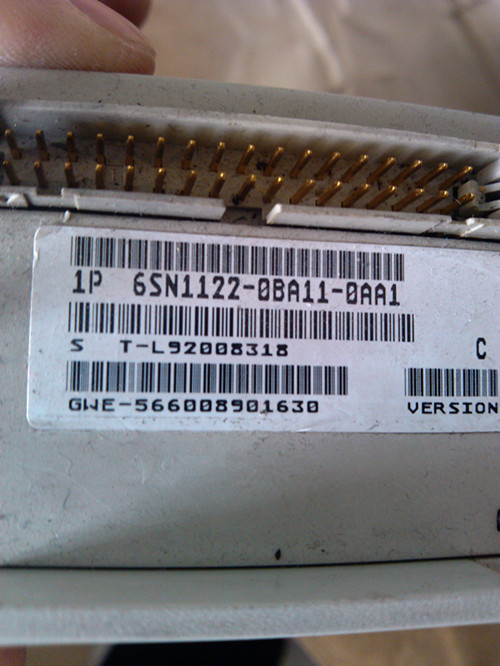 1P 6SN1122-0BA11-0AA1
S T-L92008318
C
GWE-566008901630
VERSION